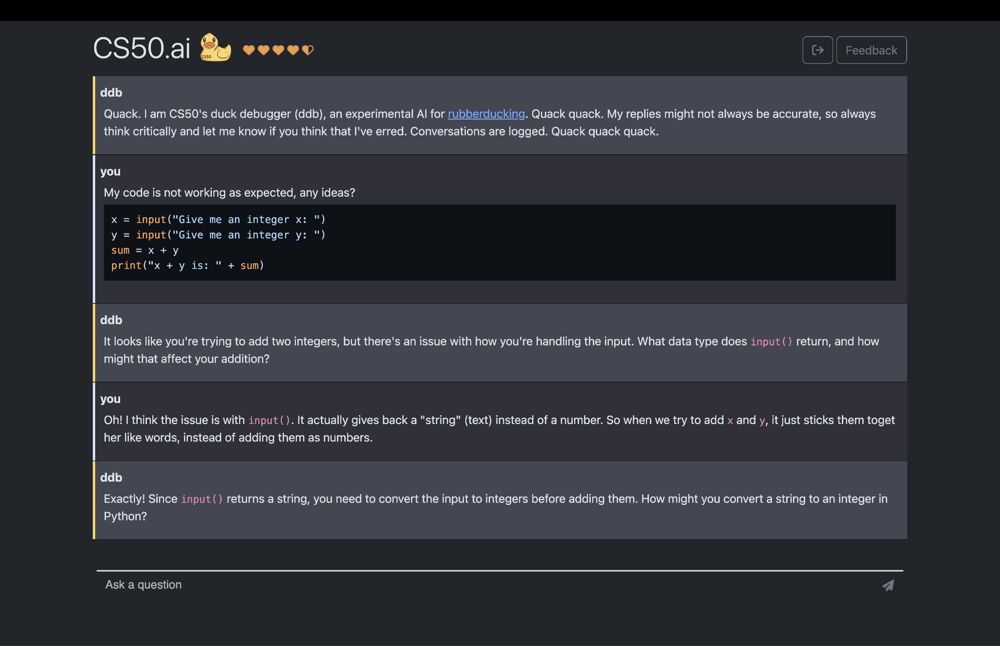 CS50.ai
CS50
Feedback
ddb
Quack. I am CS50's duck debugger (ddb), an experimental AI for rubberducking. Quack quack. My replies might not always be accurate, so always
think critically and let me know if you think that I've erred. Conversations are logged. Quack quack quack.
you
My code is not working as expected, any ideas?
x = input("Give me an integer x: ")
y = input("Give me an integer y: ")
sum = x + y
print("x + y is: " + sum)
ddb
It looks like you're trying to add two integers, but there's an issue with how you're handling the input. What data type does input() return, and how
might that affect your addition?
you
Oh! I think the issue is with input(). It actually gives back a "string" (text) instead of a number. So when we try to add x and y, it just sticks them toget
her like words, instead of adding them as numbers.
ddb
Exactly! Since input() returns a string, you need to convert the input to integers before adding them. How might you convert a string to an integer in
Python?
Ask a question